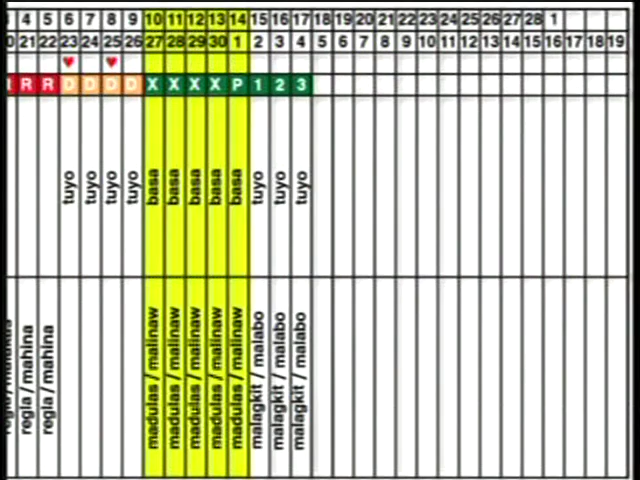 4 5 6 7 8 9 10 11 12 13 14 15 16 17 18 19 20 21 22 23 24 25 26 27 28 1
21 22 23 24 25 26 27 28 29 30 1 2 3 4 5 6 7 8 9 10 11 12 13 14 15 16 17 18 19
♥ ♥
R R D D D D X X X X P 1 2 3
tuyo tuyo tuyo tuyo basa basa basa basa basa tuyo tuyo tuyo
regla / mahina
regla / mahina
madulas / malinaw
madulas / malinaw
madulas / malinaw
madulas / malinaw
madulas / malinaw
malagkit / malabo
malagkit / malabo
malagkit / malabo